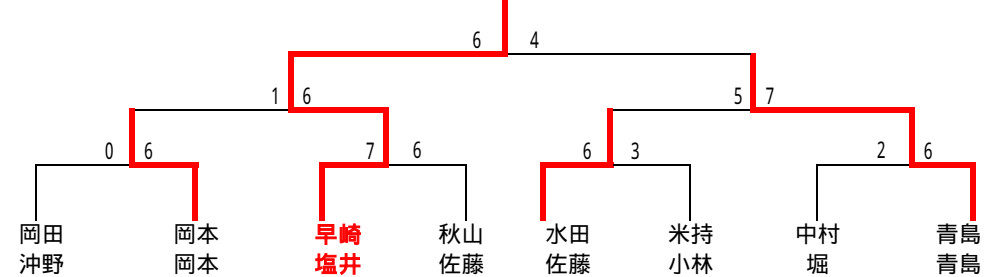 6 4
1 6 5 7
0 6 7 6 6 3 2 6
岡田 岡本 早崎 秋山 水田 米持 中村 青島
沖野 岡本 塩井 佐藤 佐藤 小林 堀 青島